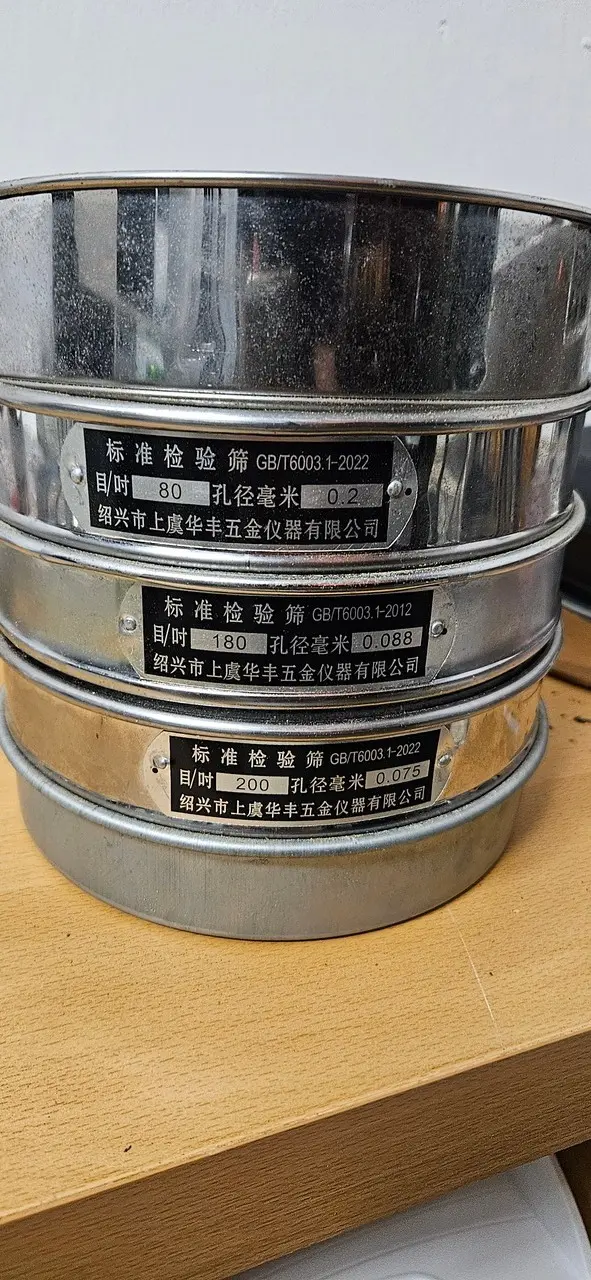 标准检验筛 GB/T6003.1-2022
目/吋 80 孔径毫米 0.2
绍兴市上虞华丰五金仪器有限公司
标准检验筛 GB/T6003.1-2012
目/吋 180 孔径毫米 0.088
绍兴市上虞华丰五金仪器有限公司
标准检验筛 GB/T6003.1-2022
目/吋 200 孔径毫米 0.075
绍兴市上虞华丰五金仪器有限公司